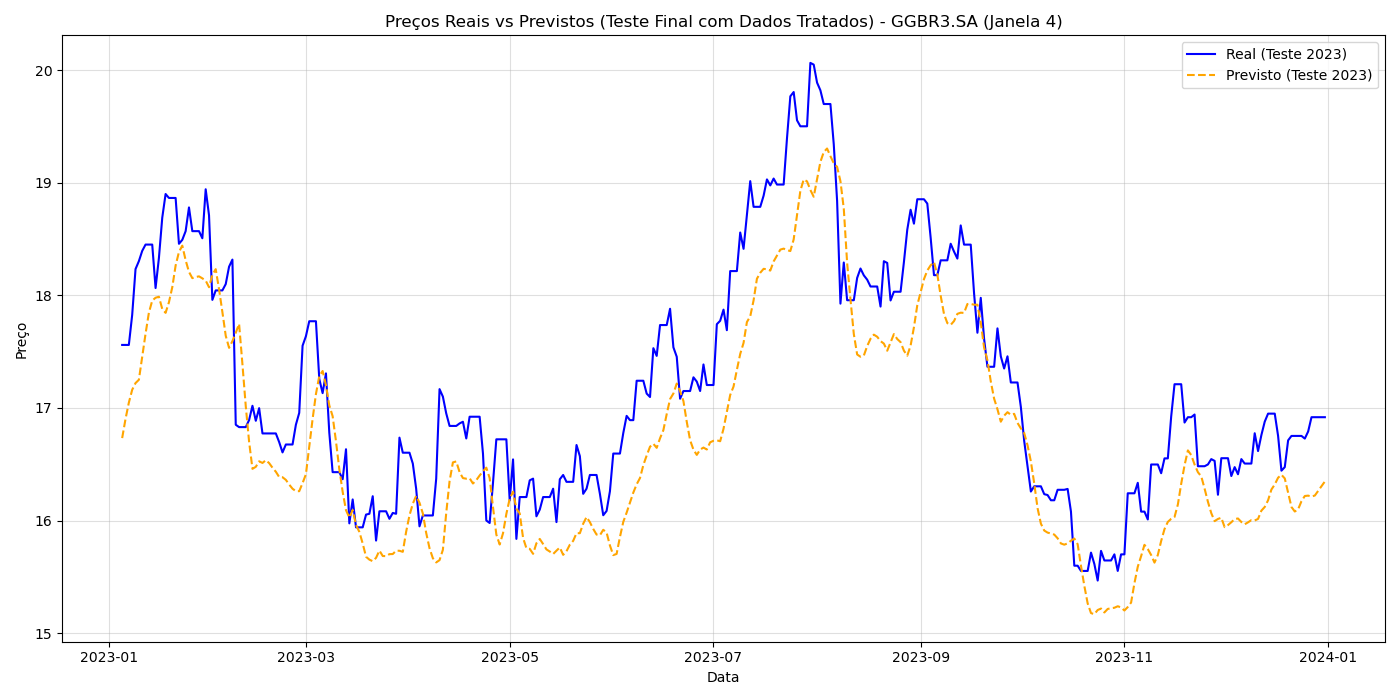 Preços Reais vs Previstos (Teste Final com Dados Tratados) - GGBR3.SA (Janela 4)
Real (Teste 2023)
Previsto (Teste 2023)
Preço
20
19
18
17
16
15
2023-01
2023-03
2023-05
2023-07
2023-09
2023-11
2024-01
Data